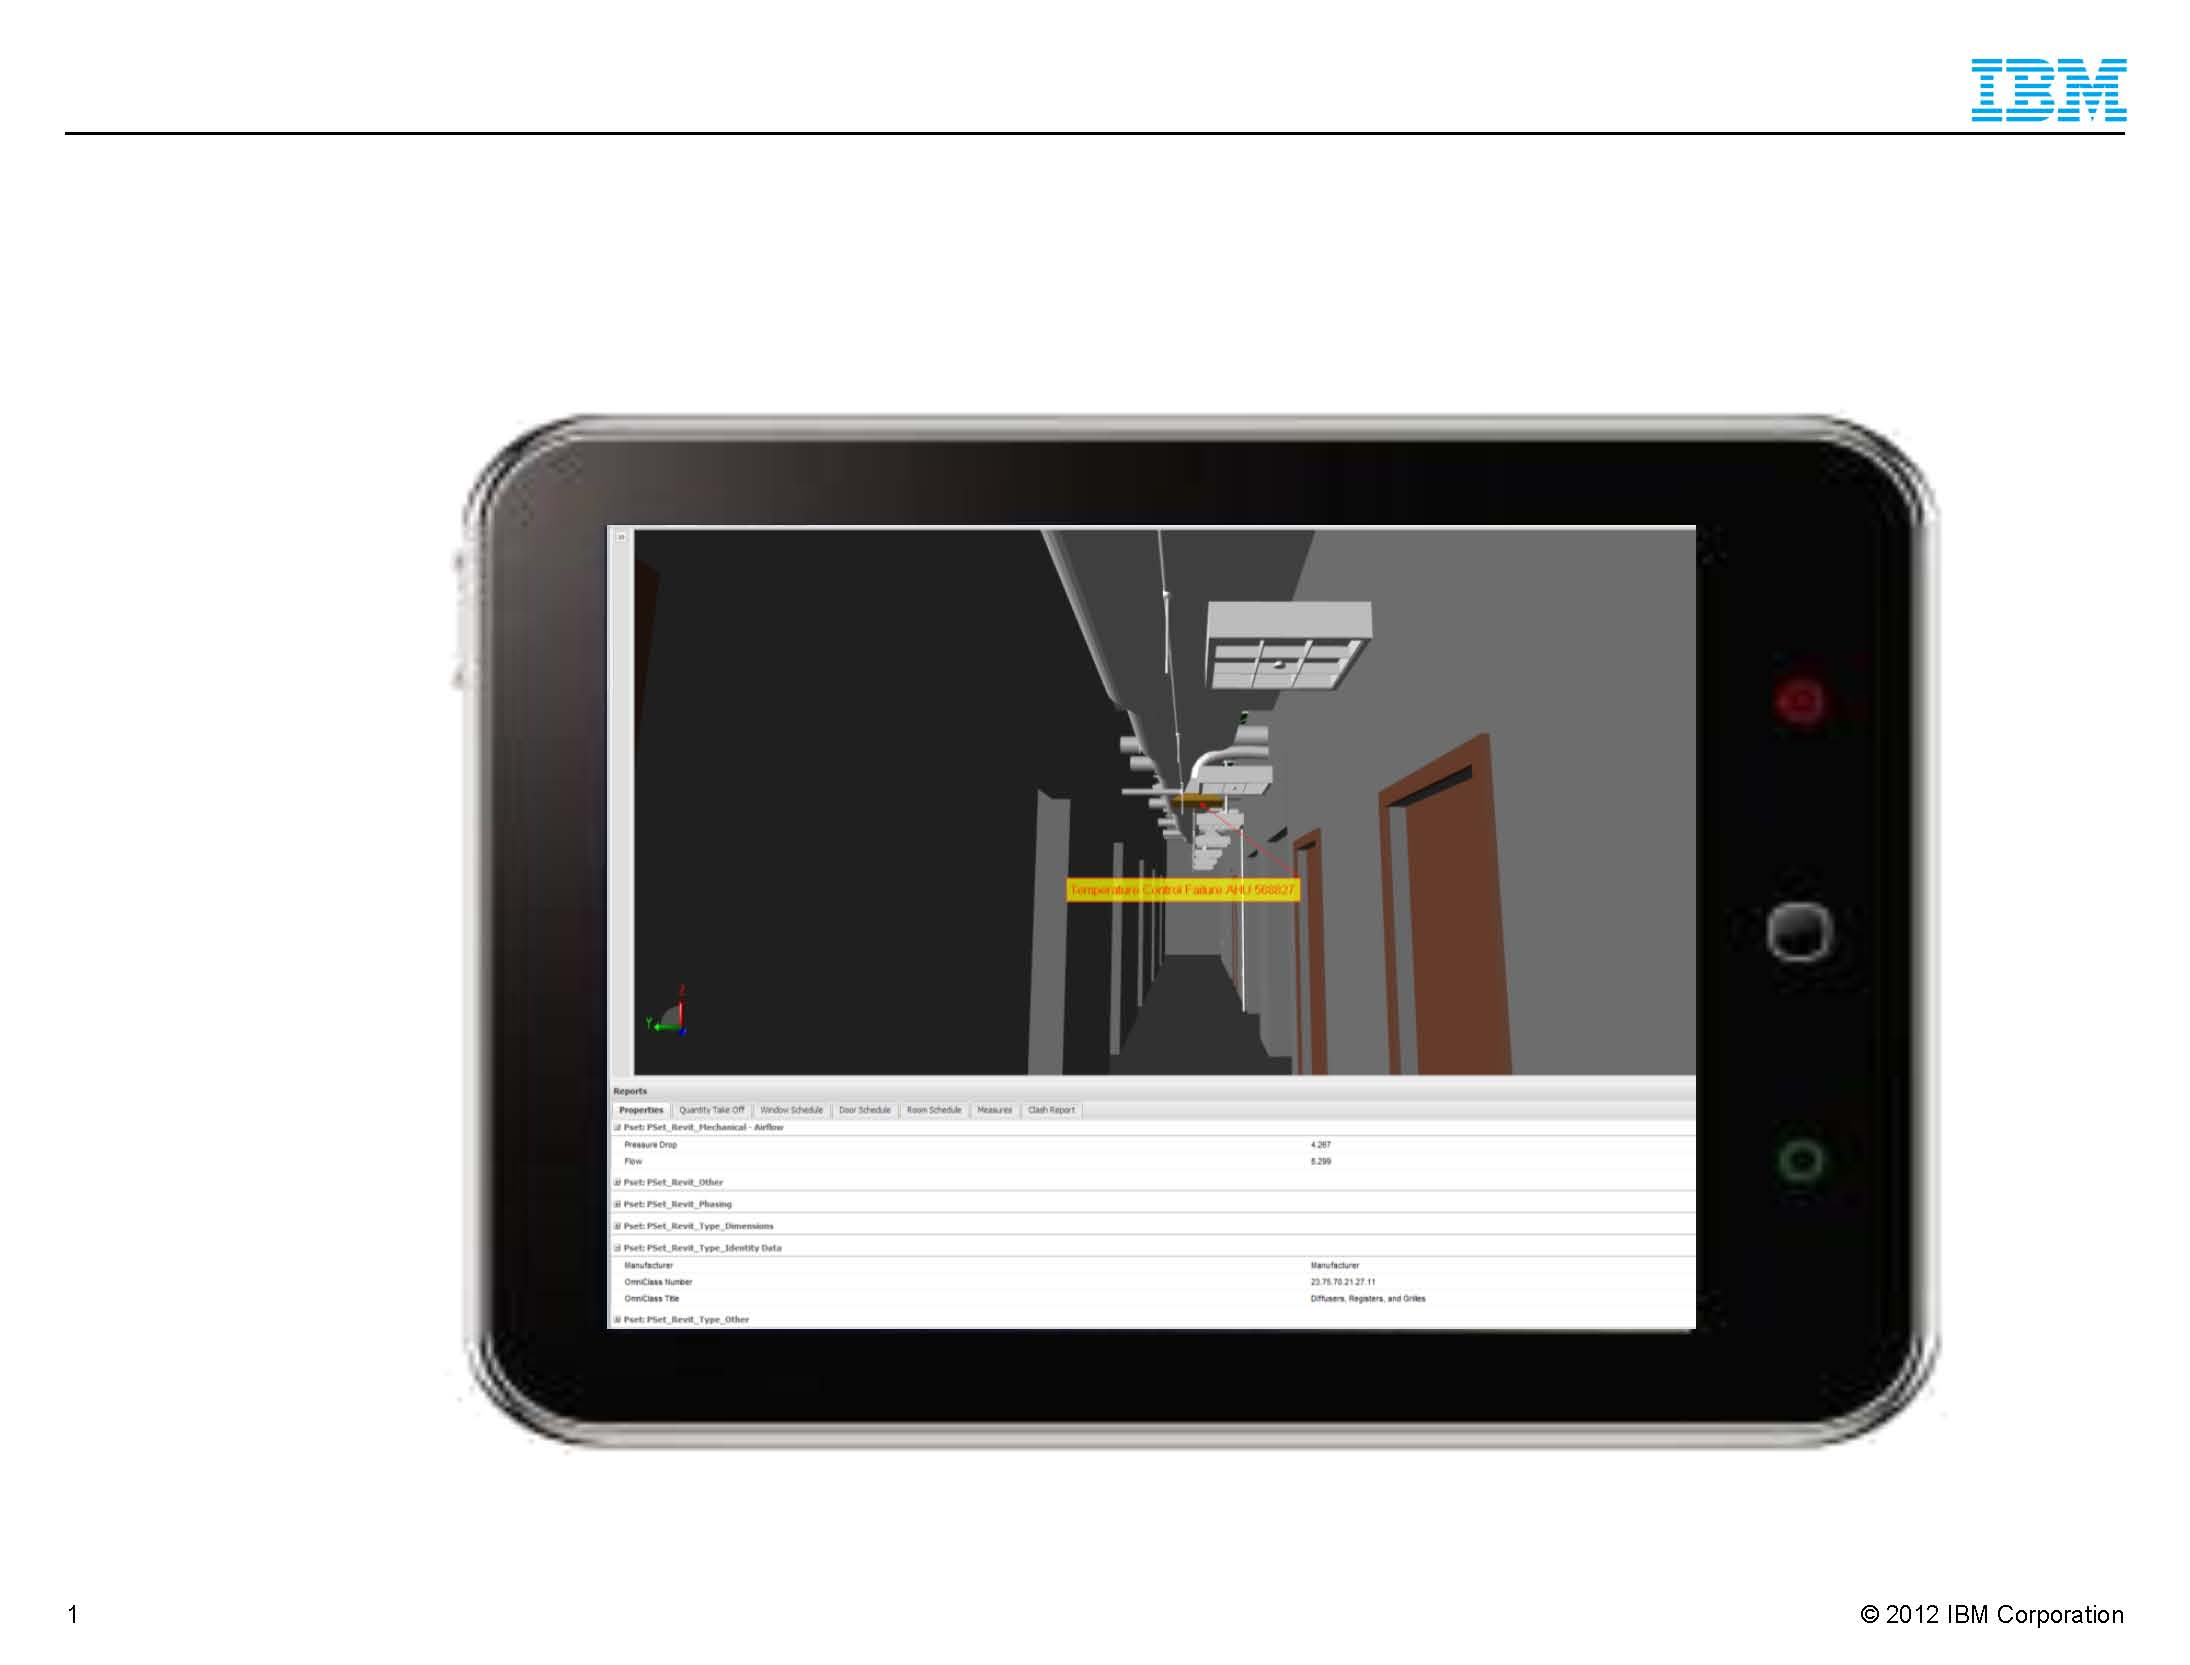 IBM
Temperature Control Failure AHU 568827
Z
Y
Reports
Properties Quantity Take Off Window Schedule Door Schedule Room Schedule Measures Clash Report
Pset: PSet_Revit_Mechanical - Airflow
Pressure Drop 4.267
Flow 8.299
Pset: PSet_Revit_Other
Pset: PSet_Revit_Phasing
Pset: PSet_Revit_Type_Dimensions
Pset: PSet_Revit_Type_Identity Data
Manufacturer Manufacturer
OmniClass Number 23.75.70.21.27.11
OmniClass Title Diffusers, Registers, and Grilles
Pset: PSet_Revit_Type_Other
1 © 2012 IBM Corporation